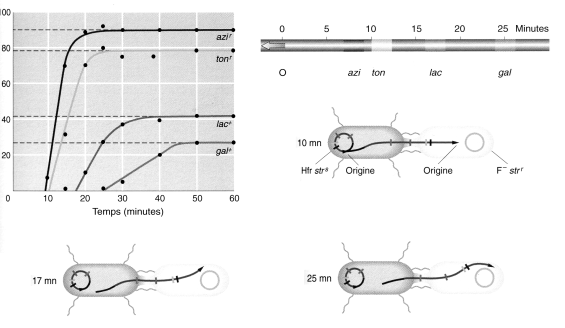 100
80
60
40
20
0
10
20
30
40
50
60
azi r
ton r
lac+
gal+
Temps (minutes)
0 5 10 15 20 25 Minutes
O azi ton lac gal
10 mn
Hfr str s Origine Origine F– str r
17 mn
25 mn